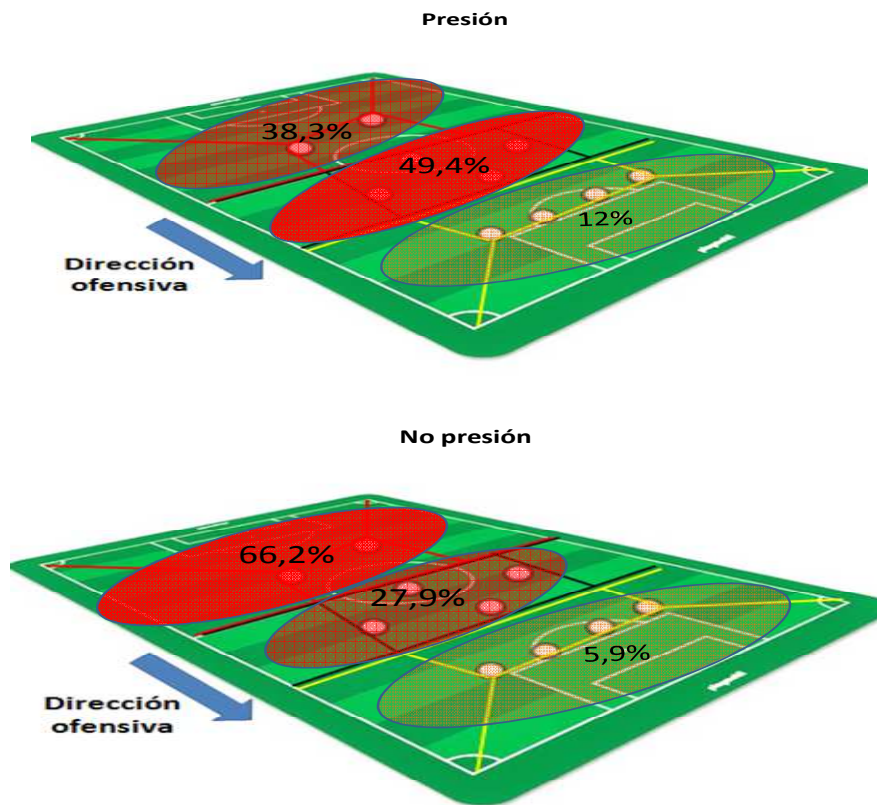 Presión
38,3%
49,4%
12%
Dirección
ofensiva
No presión
66,2%
27,9%
5,9%
Dirección
ofensiva